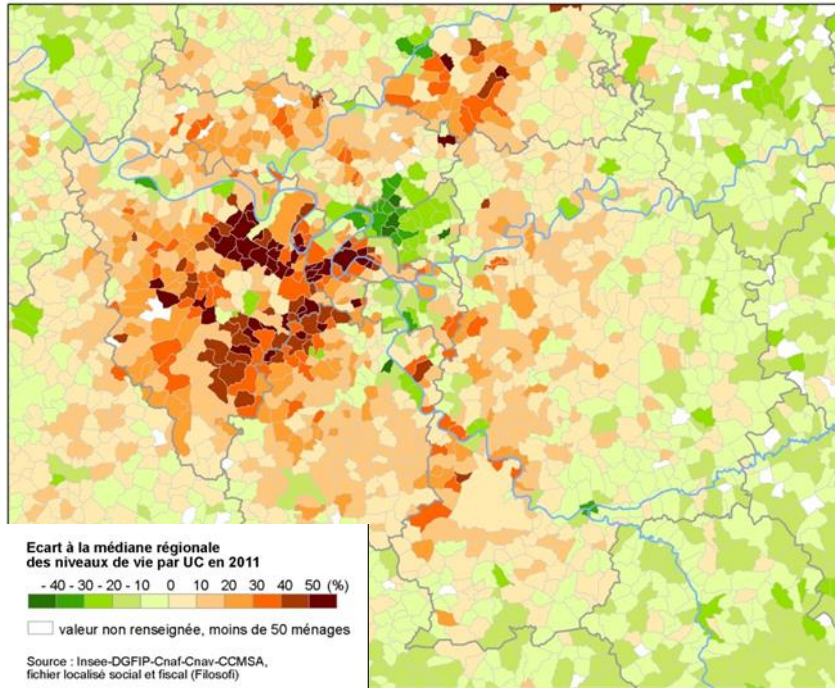 Ecart à la médiane régionale
des niveaux de vie par UC en 2011
- 40 - 30 - 20 - 10 0 10 20 30 40 50 (%)
valeur non renseignée, moins de 50 ménages
Source : Insee-DGFIP-Cnaf-Cnav-CCMSA,
fichier localisé social et fiscal (Filosofi)